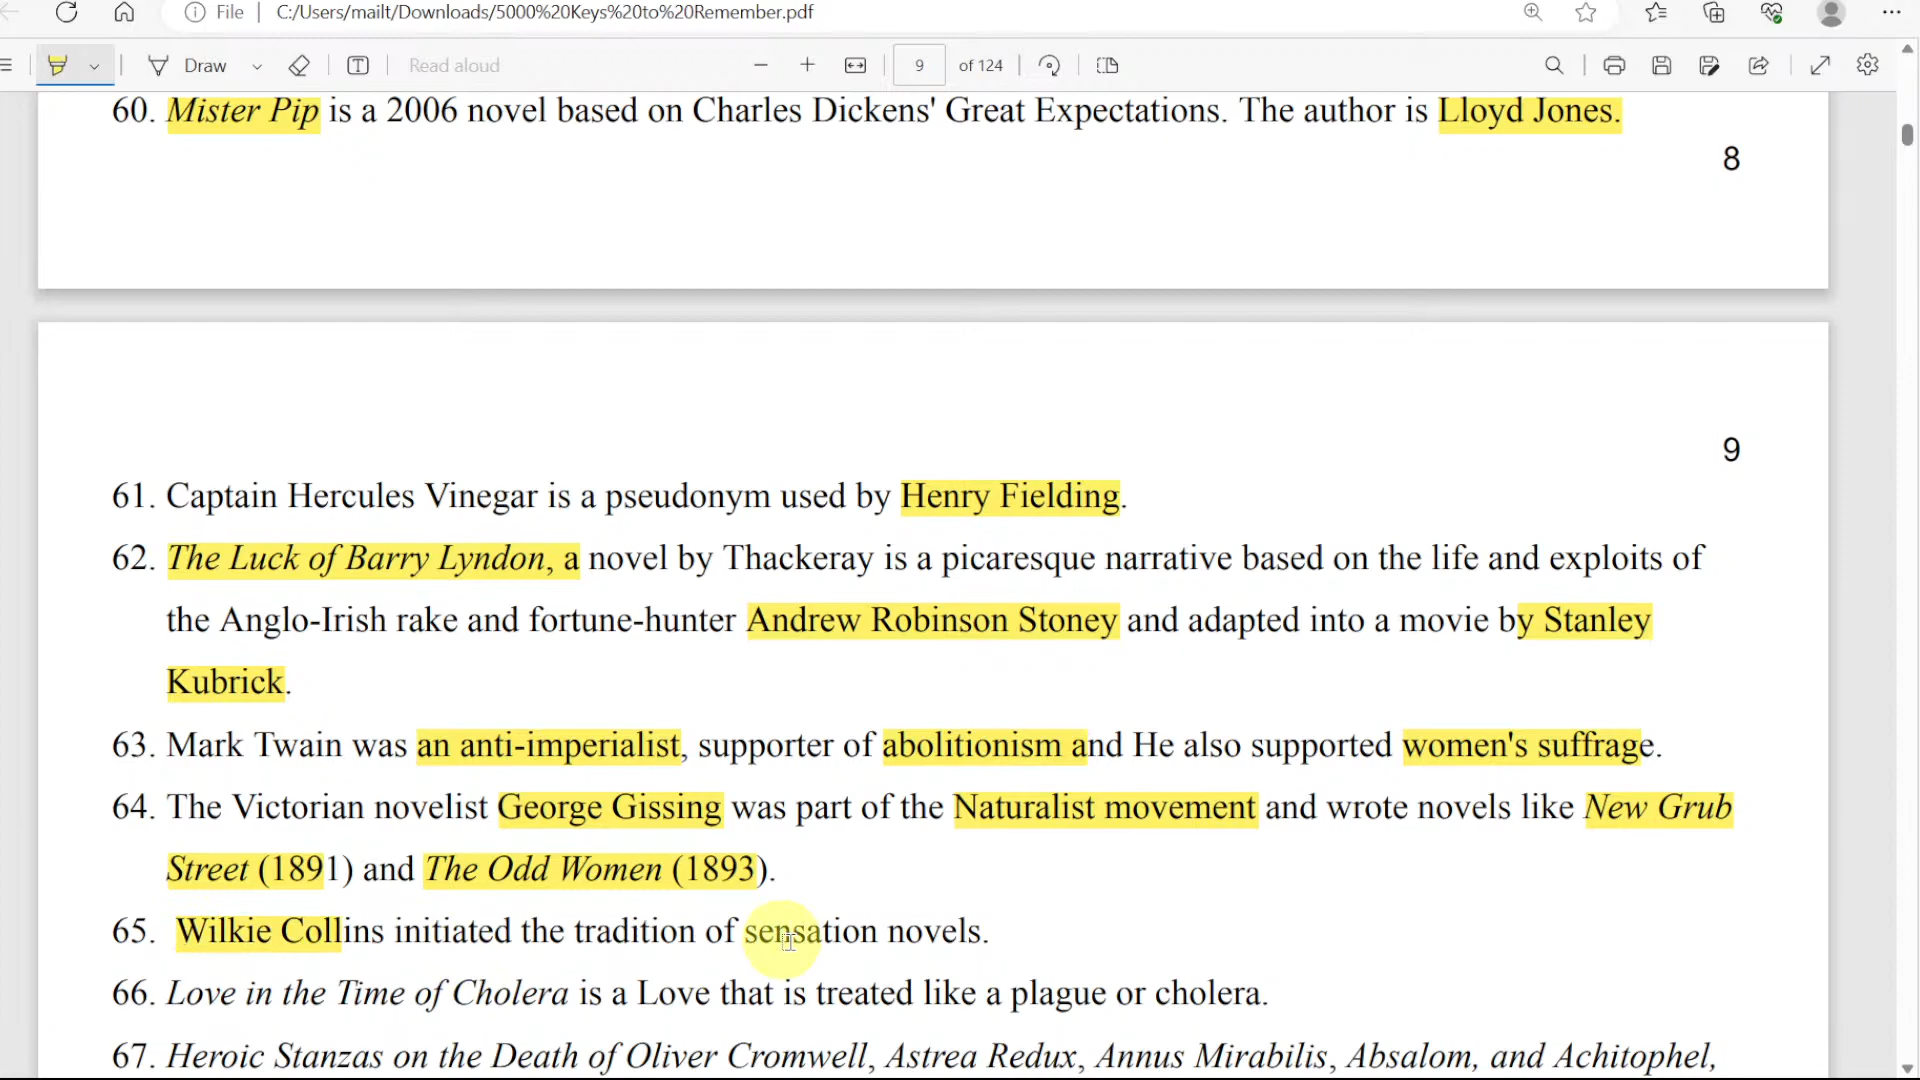 File C:/Users/mailt/Downloads/5000%20Keys%20to%20Remember.pdf
Draw Read aloud 9 of 124
60. Mister Pip is a 2006 novel based on Charles Dickens' Great Expectations. The author is Lloyd Jones.
8
9
61. Captain Hercules Vinegar is a pseudonym used by Henry Fielding.
62. The Luck of Barry Lyndon, a novel by Thackeray is a picaresque narrative based on the life and exploits of
the Anglo-Irish rake and fortune-hunter Andrew Robinson Stoney and adapted into a movie by Stanley
Kubrick.
63. Mark Twain was an anti-imperialist, supporter of abolitionism and He also supported women's suffrage.
64. The Victorian novelist George Gissing was part of the Naturalist movement and wrote novels like New Grub
Street (1891) and The Odd Women (1893).
65. Wilkie Collins initiated the tradition of sensation novels.
66. Love in the Time of Cholera is a Love that is treated like a plague or cholera.
67. Heroic Stanzas on the Death of Oliver Cromwell, Astrea Redux, Annus Mirabilis, Absalom, and Achitophel,